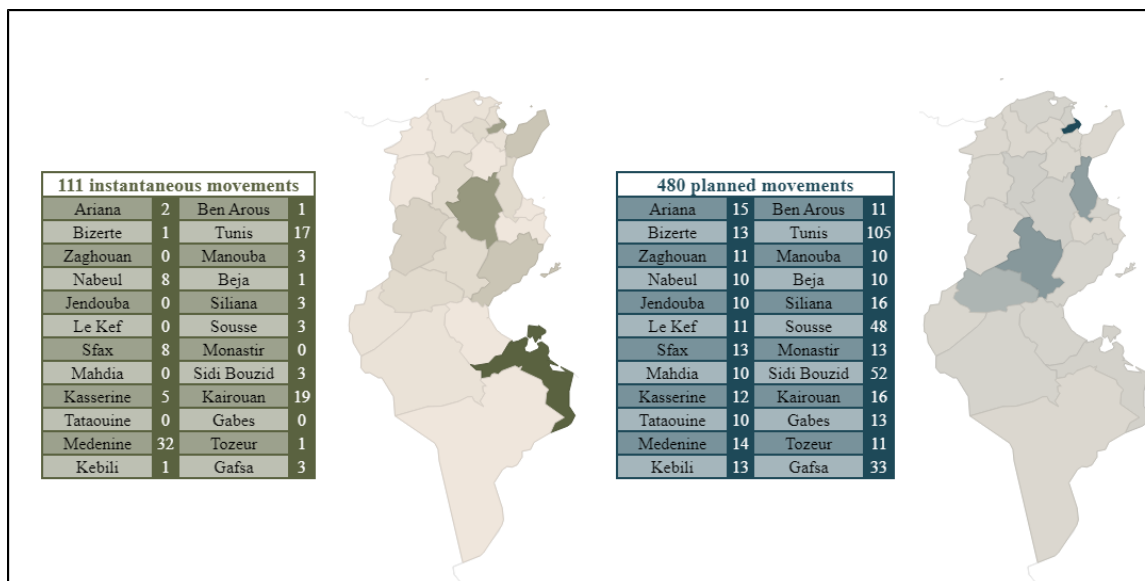 111 instantaneous movements
Ariana 2 Ben Arous 1
Bizerte 1 Tunis 17
Zaghouan 0 Manouba 3
Nabeul 8 Beja 1
Jendouba 0 Siliana 3
Le Kef 0 Sousse 3
Sfax 8 Monastir 0
Mahdia 0 Sidi Bouzid 3
Kasserine 5 Kairouan 19
Tataouine 0 Gabes 0
Medenine 32 Tozeur 1
Kebili 1 Gafsa 3
480 planned movements
Ariana 15 Ben Arous 11
Bizerte 13 Tunis 105
Zaghouan 11 Manouba 10
Nabeul 10 Beja 10
Jendouba 10 Siliana 16
Le Kef 11 Sousse 48
Sfax 13 Monastir 13
Mahdia 10 Sidi Bouzid 52
Kasserine 12 Kairouan 16
Tataouine 10 Gabes 13
Medenine 14 Tozeur 11
Kebili 13 Gafsa 33